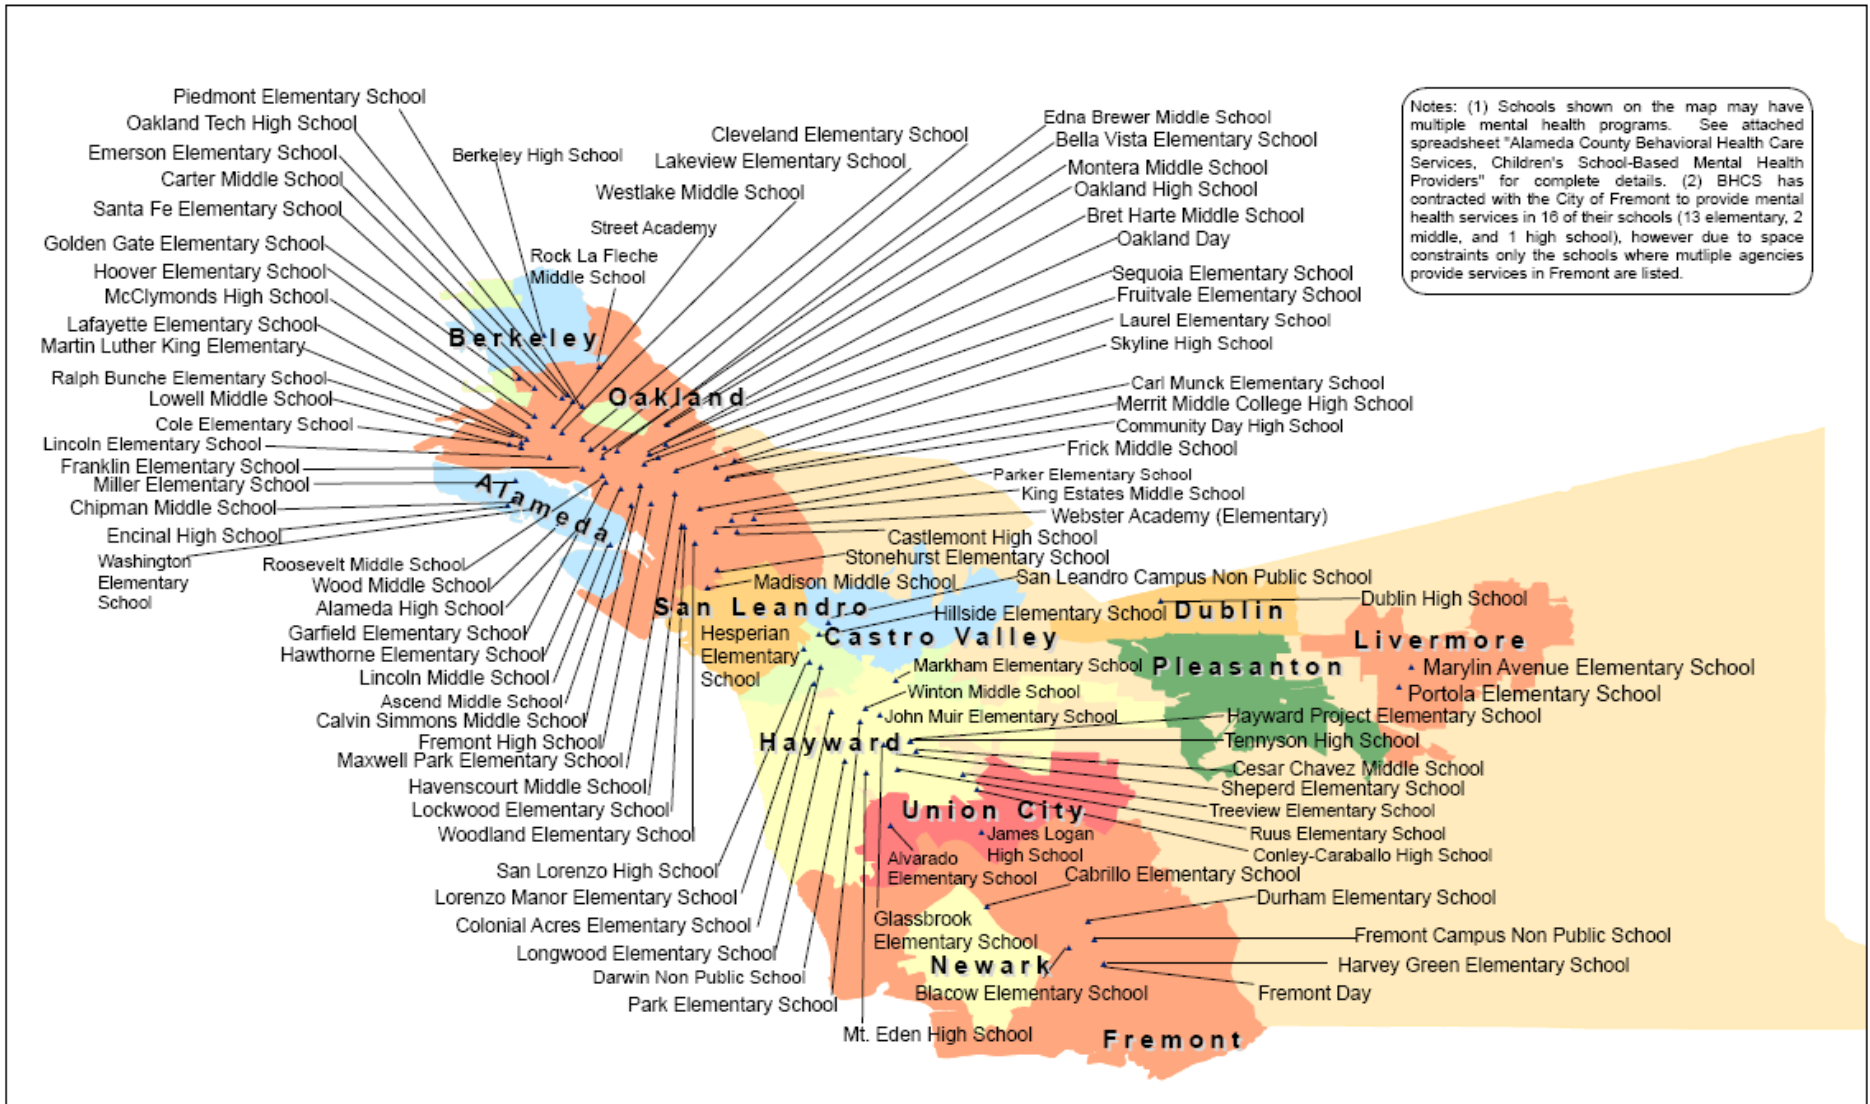 Piedmont Elementary School
Oakland Tech High School
Emerson Elementary School
Carter Middle School
Santa Fe Elementary School
Golden Gate Elementary School
Hoover Elementary School
McClymonds High School
Lafayette Elementary School
Martin Luther King Elementary
Ralph Bunche Elementary School
Lowell Middle School
Cole Elementary School
Lincoln Elementary School
Franklin Elementary School
Miller Elementary School
Chipman Middle School
Encinal High School
Washington
Elementary
School
Berkeley High School
Cleveland Elementary School
Lakeview Elementary School
Westlake Middle School
Street Academy
Rock La Fleche
Middle School
Edna Brewer Middle School
Bella Vista Elementary School
Montera Middle School
Oakland High School
Bret Harte Middle School
Oakland Day
Sequoia Elementary School
Fruitvale Elementary School
Laurel Elementary School
Skyline High School
Carl Munck Elementary School
Merrit Middle College High School
Community Day High School
Frick Middle School
Parker Elementary School
King Estates Middle School
Webster Academy (Elementary)
Castlemont High School
Stonehurst Elementary School
Madison Middle School
San Leandro Campus Non Public School
Hillside Elementary School
Notes: (1) Schools shown on the map may have
multiple mental health programs. See attached
spreadsheet "Alameda County Behavioral Health Care
Services, Children's School-Based Mental Health
Providers" for complete details. (2) BHCS has
contracted with the City of Fremont to provide mental
health services in 16 of their schools (13 elementary, 2
middle, and 1 high school), however due to space
constraints only the schools where mutliple agencies
provide services in Fremont are listed.
Berkeley
Oakland
Alameda
San Leandro
Castro Valley
Dublin
Livermore
Pleasanton
Hayward
Union City
Newark
Fremont
Roosevelt Middle School
Wood Middle School
Alameda High School
Garfield Elementary School
Hawthorne Elementary School
Lincoln Middle School
Ascend Middle School
Calvin Simmons Middle School
Fremont High School
Maxwell Park Elementary School
Havenscourt Middle School
Lockwood Elementary School
Woodland Elementary School
San Lorenzo High School
Lorenzo Manor Elementary School
Colonial Acres Elementary School
Longwood Elementary School
Darwin Non Public School
Park Elementary School
Mt. Eden High School
Hesperian
Elementary
School
Dublin High School
Marylin Avenue Elementary School
Portola Elementary School
Markham Elementary School
Winton Middle School
John Muir Elementary School
Hayward Project Elementary School
Tennyson High School
Cesar Chavez Middle School
Sheperd Elementary School
Treeview Elementary School
Ruus Elementary School
Conley-Caraballo High School
James Logan
High School
Alvarado
Elementary School
Cabrillo Elementary School
Durham Elementary School
Glassbrook
Elementary School
Fremont Campus Non Public School
Harvey Green Elementary School
Fremont Day
Blacow Elementary School